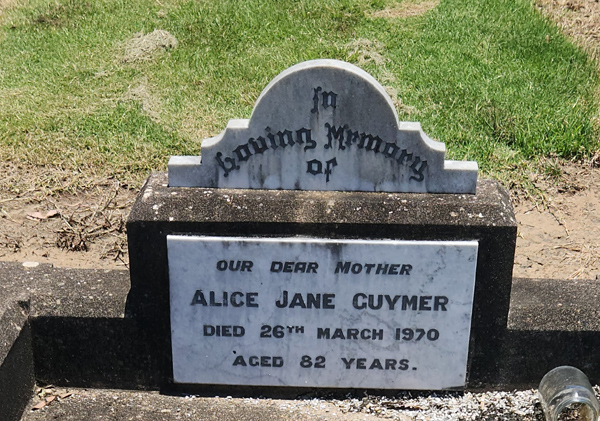 In
Loving Memory
of
OUR DEAR MOTHER
ALICE JANE GUYMER
DIED 26TH MARCH 1970
AGED 82 YEARS.